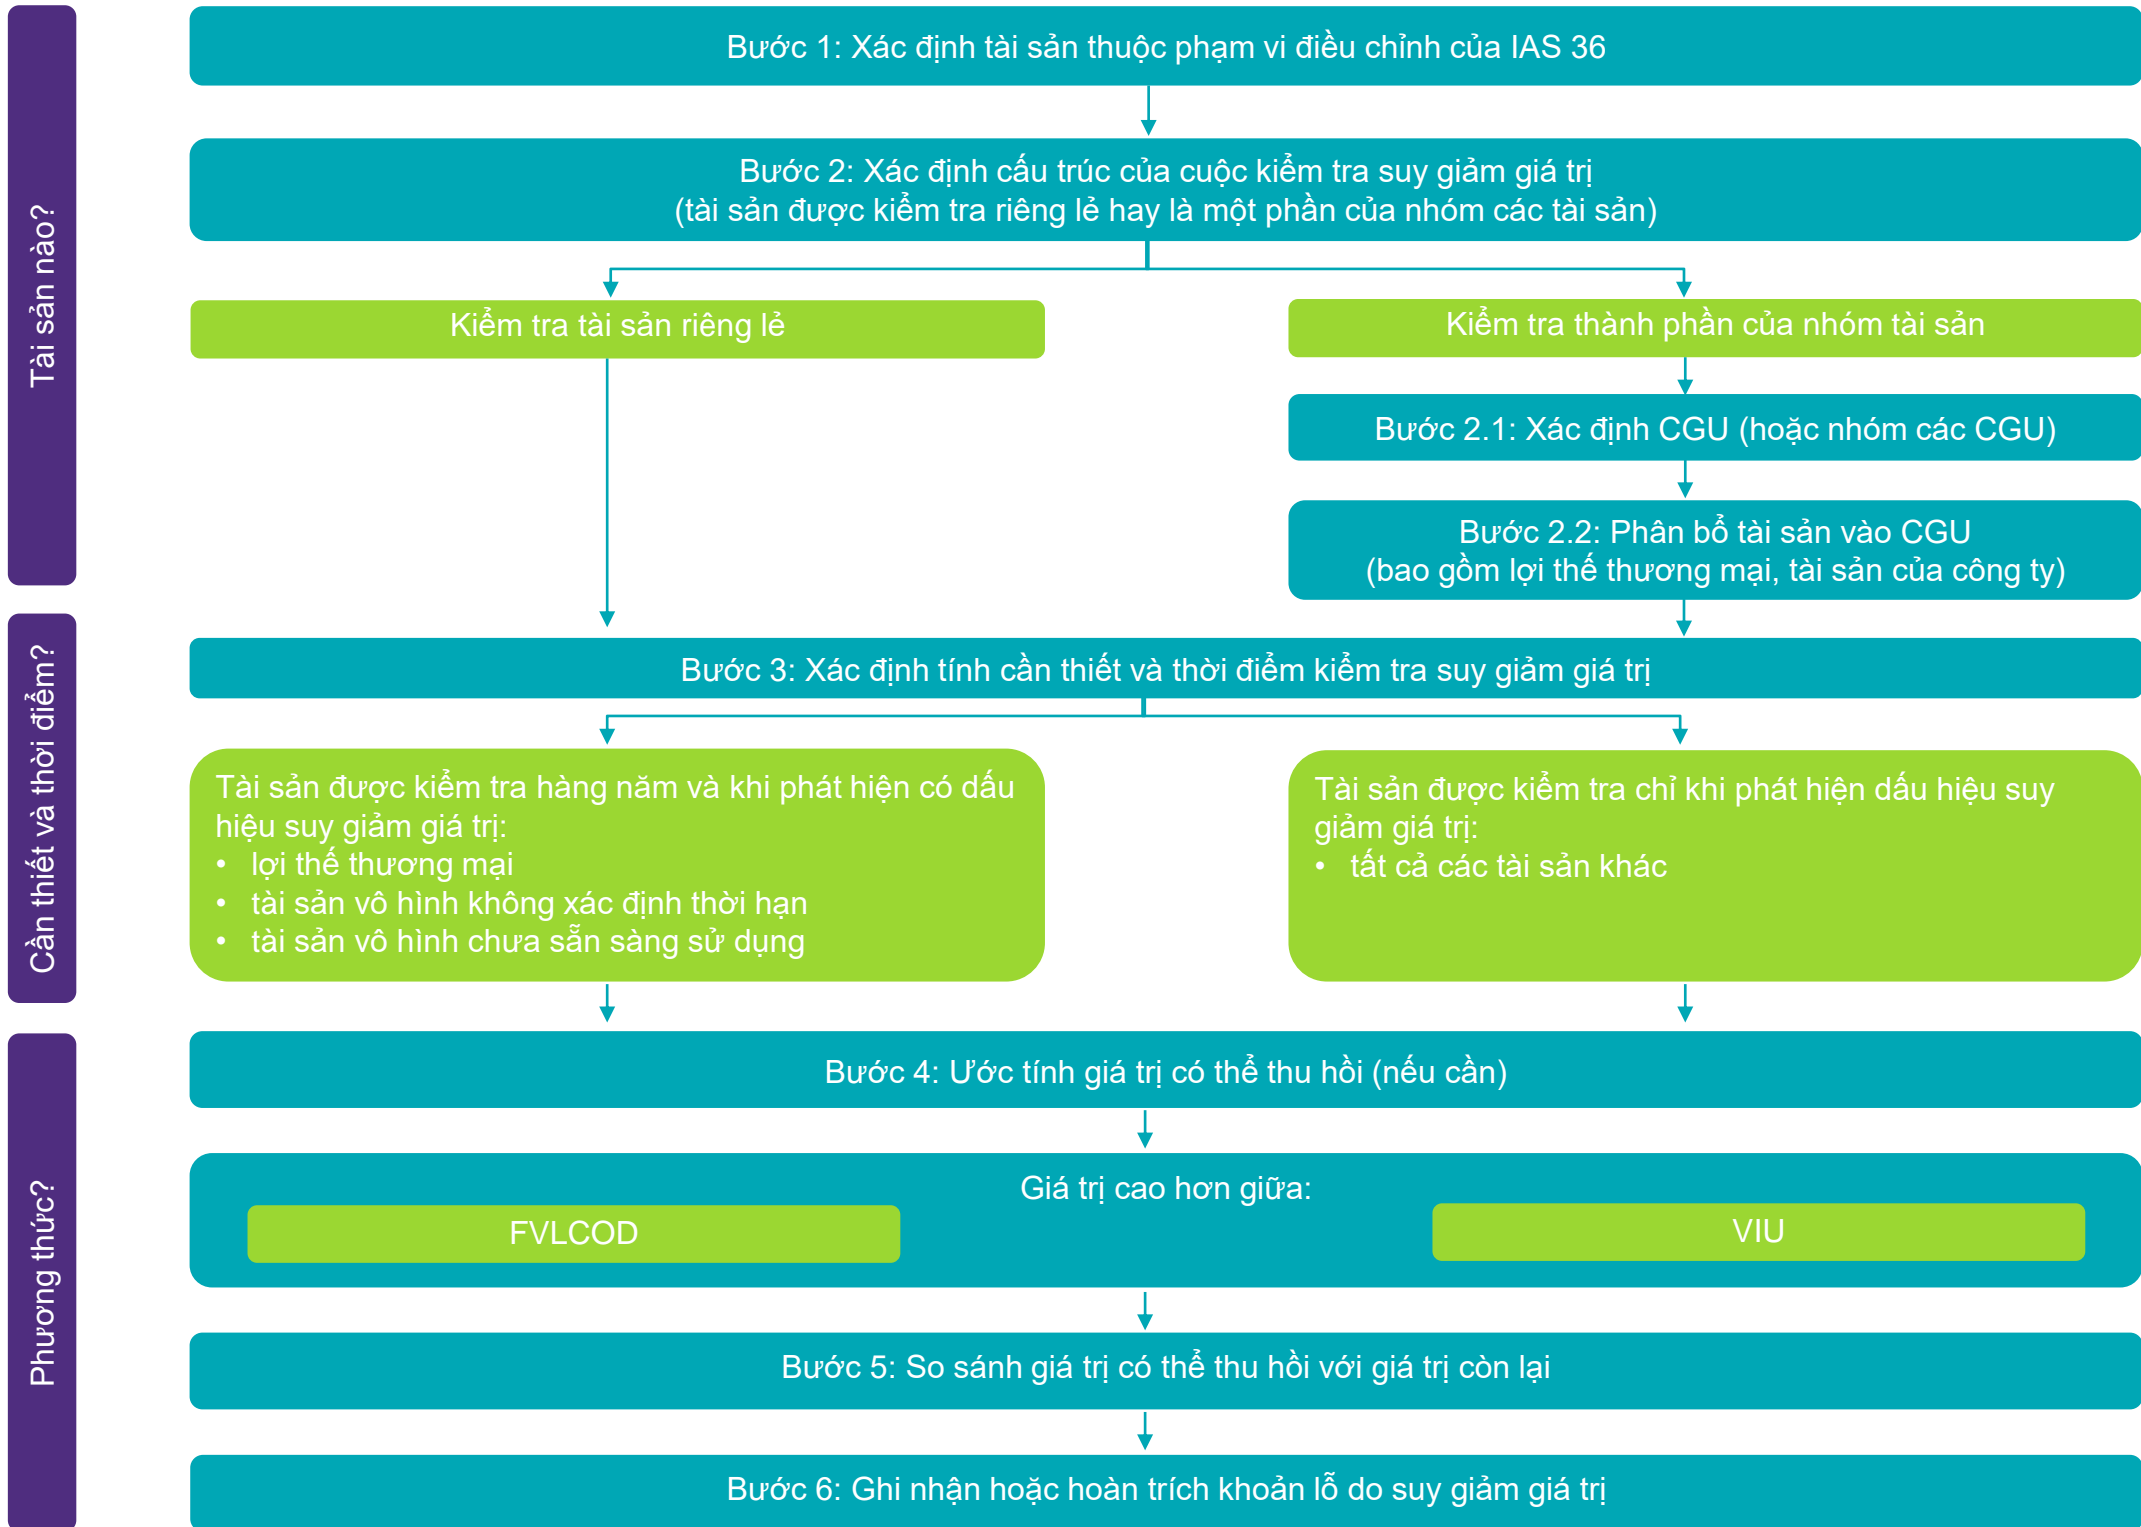 Tài sản nào?
Bước 1: Xác định tài sản thuộc phạm vi điều chỉnh của IAS 36
Bước 2: Xác định cấu trúc của cuộc kiểm tra suy giảm giá trị
(tài sản được kiểm tra riêng lẻ hay là một phần của nhóm các tài sản)
Kiểm tra tài sản riêng lẻ
Kiểm tra thành phần của nhóm tài sản
Bước 2.1: Xác định CGU (hoặc nhóm các CGU)
Bước 2.2: Phân bổ tài sản vào CGU
(bao gồm lợi thế thương mại, tài sản của công ty)
Cần thiết và thời điểm?
Bước 3: Xác định tính cần thiết và thời điểm kiểm tra suy giảm giá trị
Tài sản được kiểm tra hàng năm và khi phát hiện có dấu
hiệu suy giảm giá trị:
• lợi thế thương mại
• tài sản vô hình không xác định thời hạn
• tài sản vô hình chưa sẵn sàng sử dụng
Tài sản được kiểm tra chỉ khi phát hiện dấu hiệu suy
giảm giá trị:
• tất cả các tài sản khác
Phương thức?
Bước 4: Ước tính giá trị có thể thu hồi (nếu cần)
Giá trị cao hơn giữa:
FVLCOD
VIU
Bước 5: So sánh giá trị có thể thu hồi với giá trị còn lại
Bước 6: Ghi nhận hoặc hoàn trích khoản lỗ do suy giảm giá trị